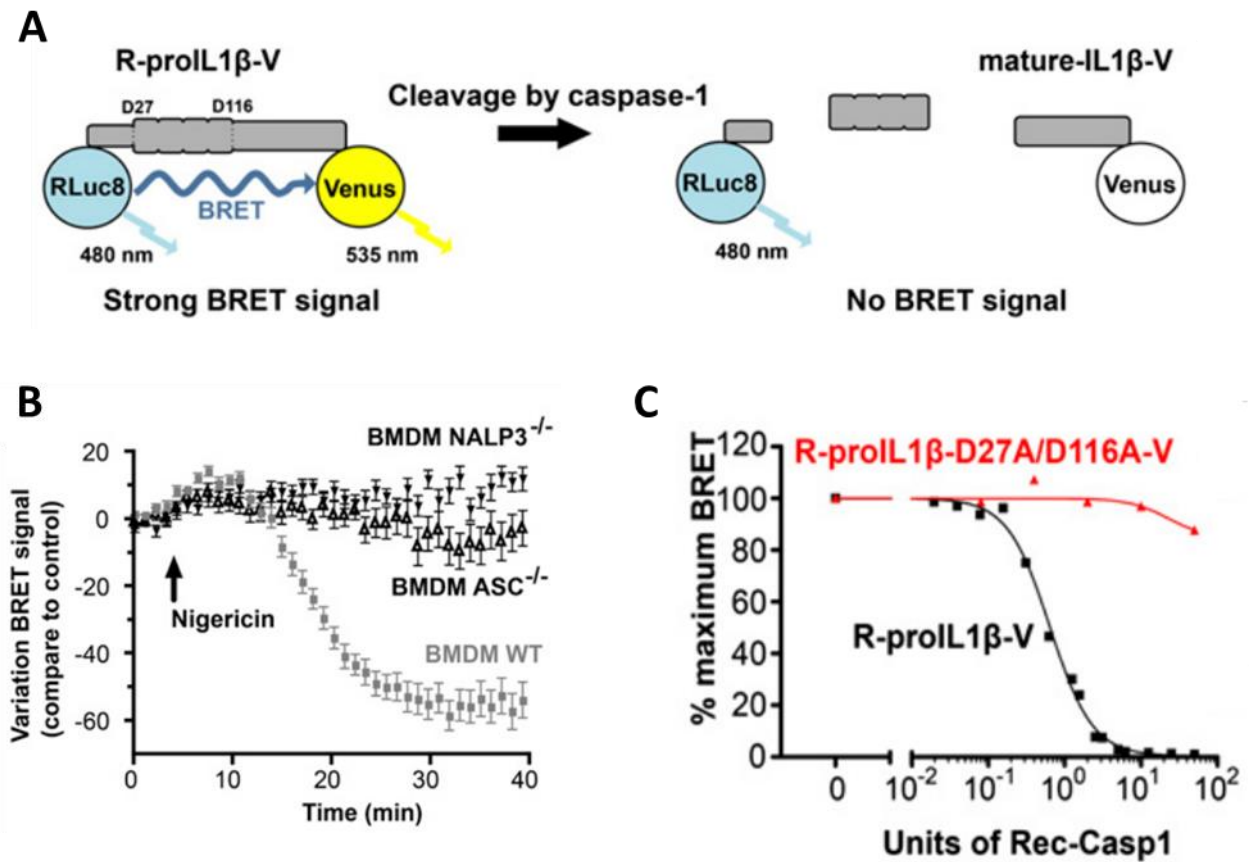 A
R-proIL1β-V
D27
D116
RLuc8
BRET
Venus
480 nm
535 nm
Strong BRET signal
Cleavage by caspase-1
mature-IL1β-V
RLuc8
Venus
480 nm
No BRET signal
B
Variation BRET signal
(compare to control)
20
0
-20
-40
-60
BMDM NALP3-/-
BMDM ASC-/-
Nigericin
BMDM WT
0 10 20 30 40
Time (min)
C
% maximum BRET
120
100
80
60
40
20
0
R-proIL1β-D27A/D116A-V
R-proIL1β-V
0 10-2 10-1 100 101 102
Units of Rec-Casp1